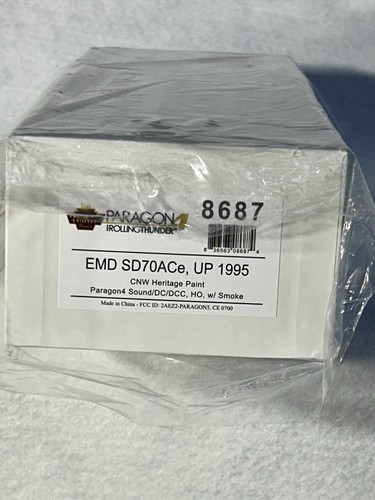 PARAGON4
ROLLINGTHUNDER
8687
EMD SD70ACe, UP 1995
CNW Heritage Paint
Paragon4 Sound/DC/DCC, HO, w/ Smoke
Made in China - FCC ID: 2AEZ2-PARAGON3, CE 0700